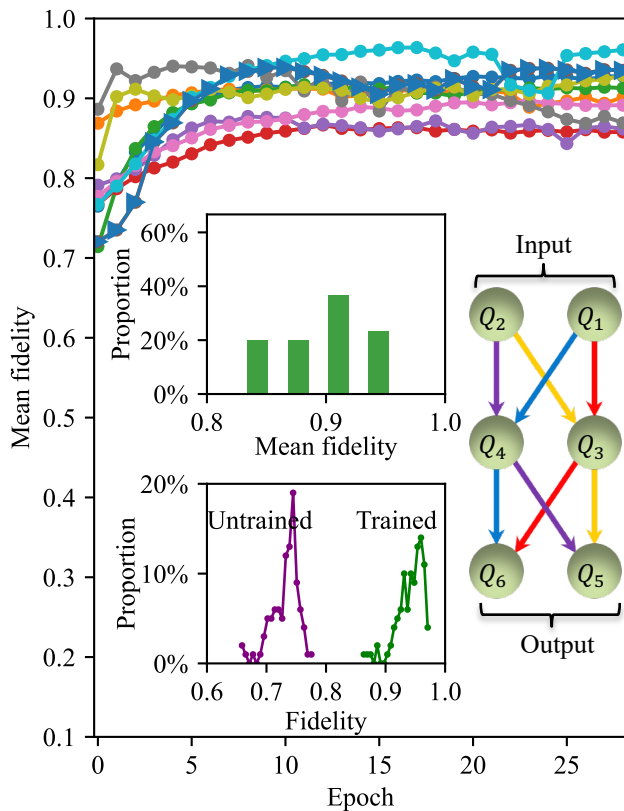 1.0
0.9
0.8
0.7
0.6
0.5
0.4
0.3
0.2
0.1
Mean fidelity
0 5 10 15 20 25
Epoch
60%
40%
20%
0%
Proportion
0.8 0.9 1.0
Mean fidelity
20%
10%
0%
Proportion
Untrained Trained
0.6 0.7 0.8 0.9 1.0
Fidelity
Input
Q₂ Q₁
Q₄ Q₃
Q₆ Q₅
Output